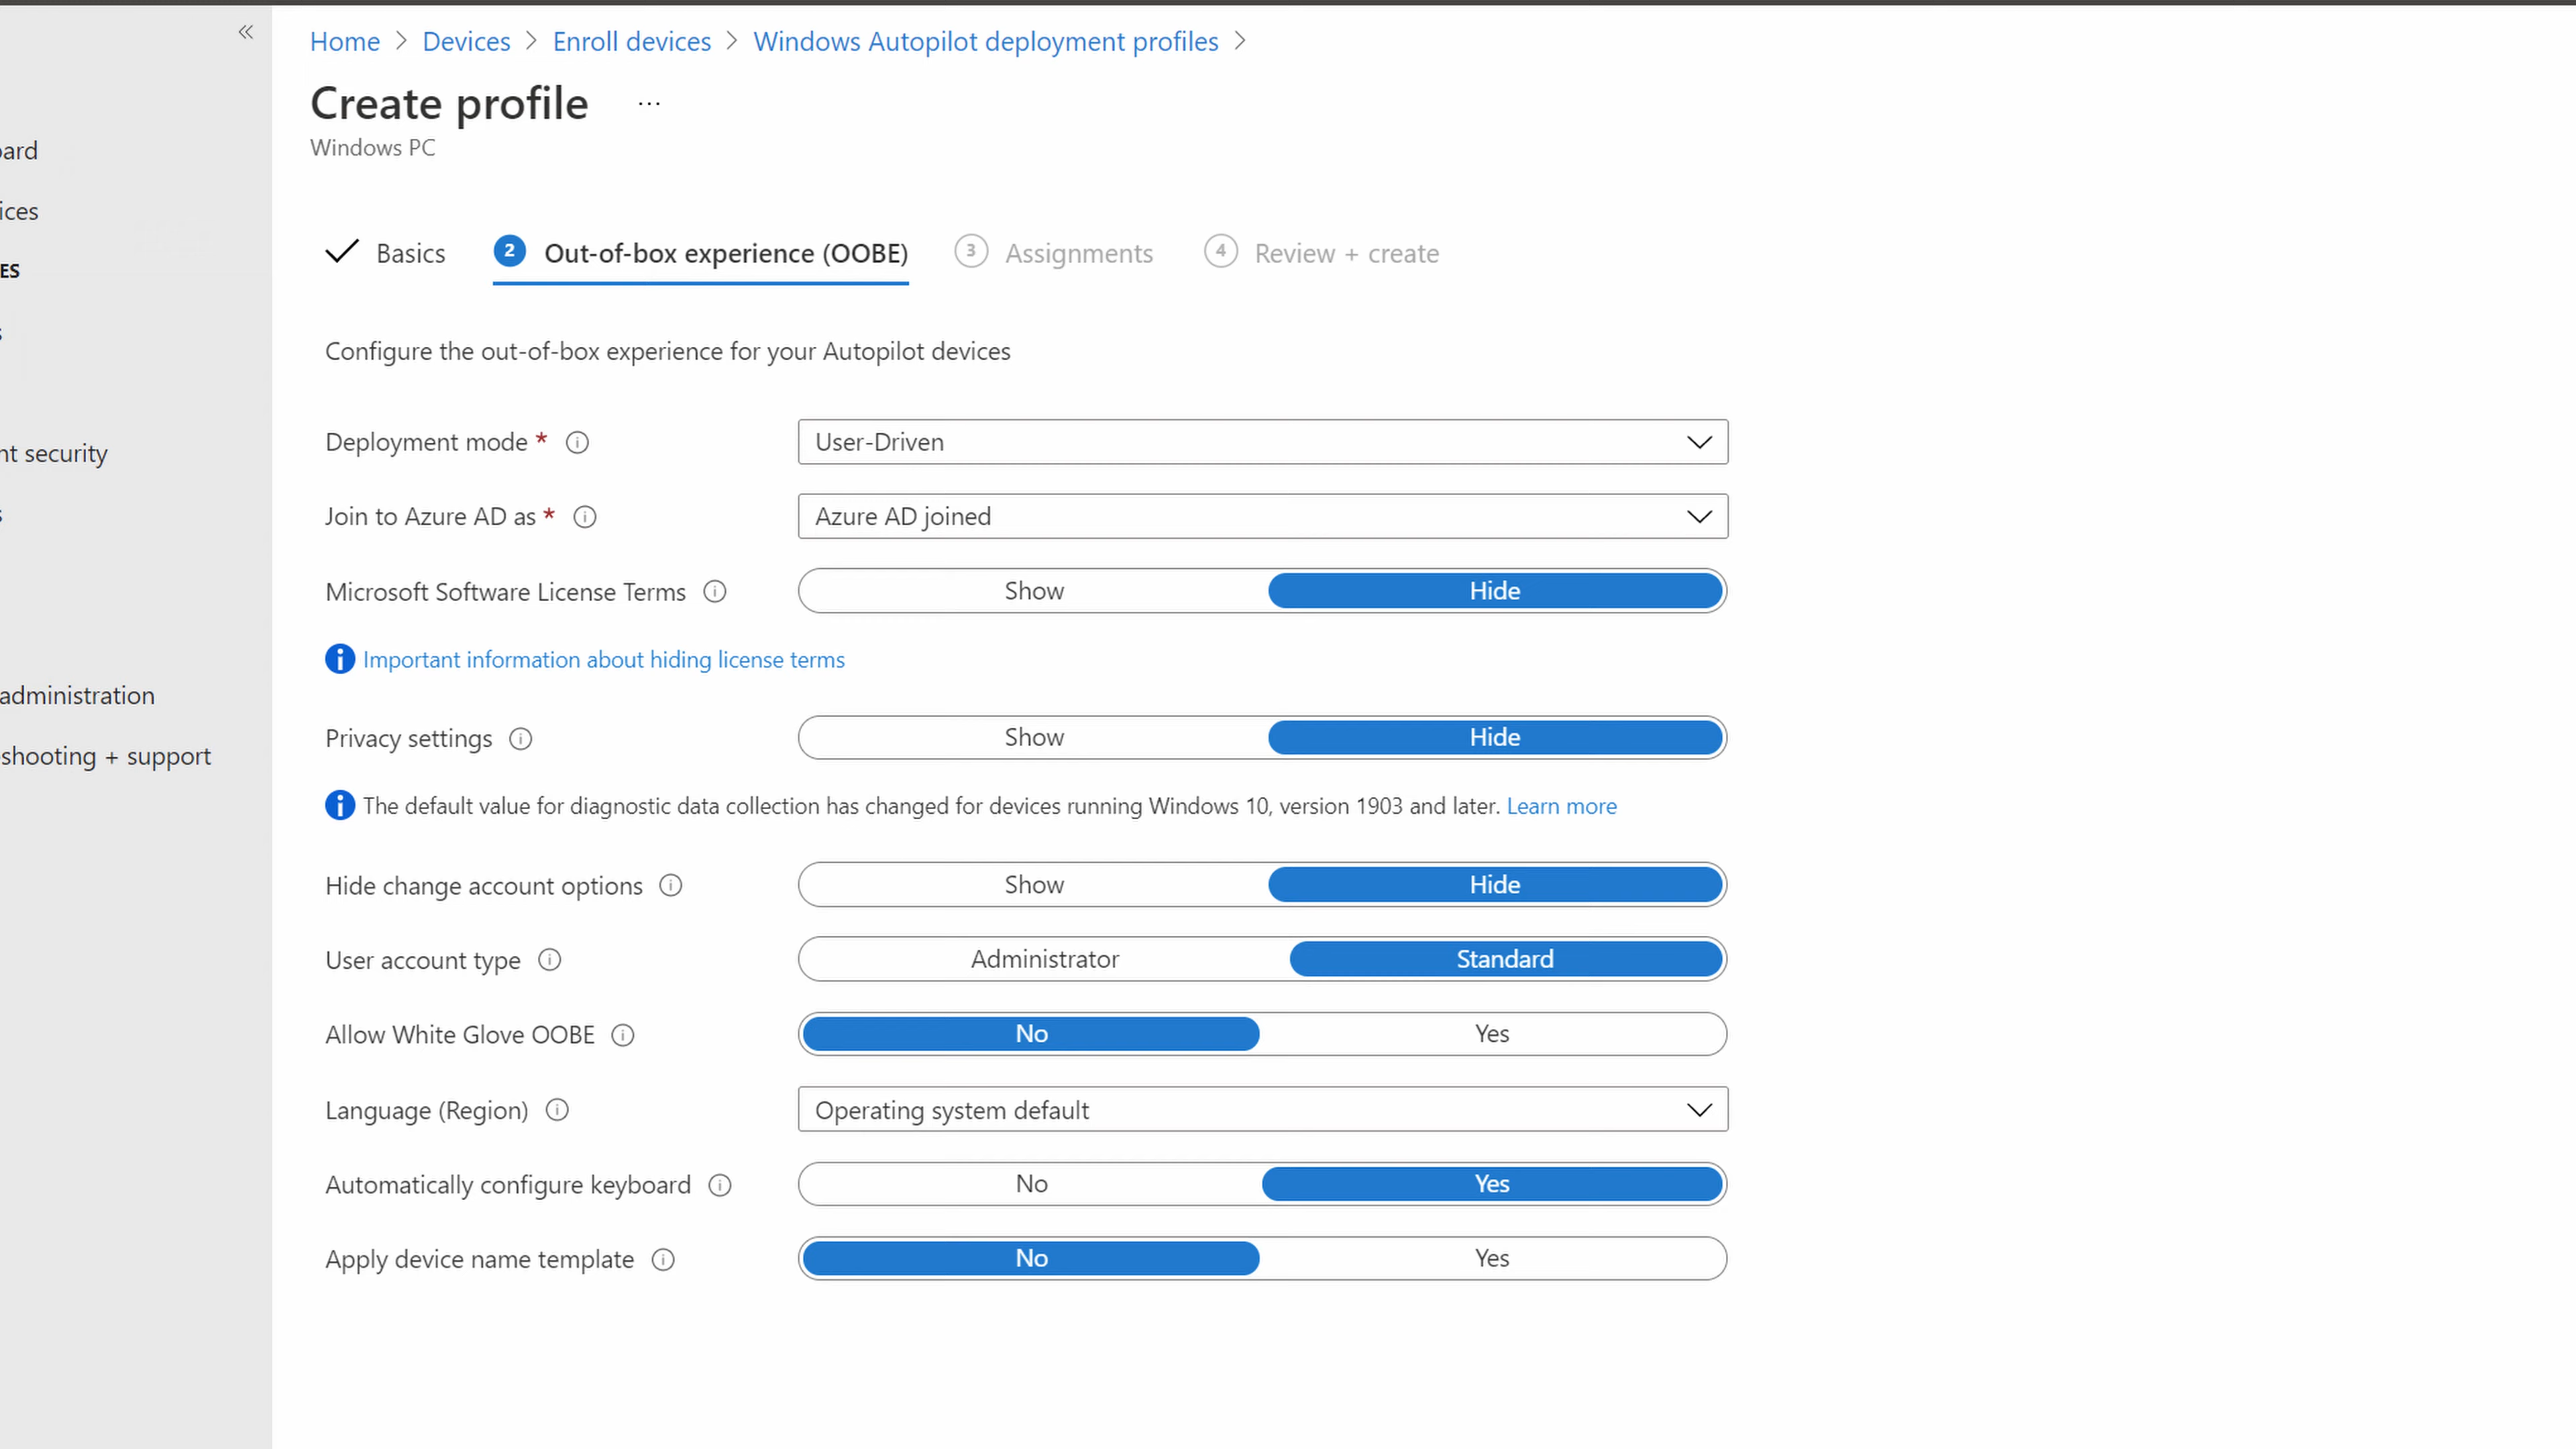 Home > Devices > Enroll devices > Windows Autopilot deployment profiles >
Create profile ...
Windows PC
Basics 2 Out-of-box experience (OOBE) 3 Assignments 4 Review + create
Configure the out-of-box experience for your Autopilot devices
Deployment mode * User-Driven
Join to Azure AD as * Azure AD joined
Microsoft Software License Terms Show Hide
Important information about hiding license terms
Privacy settings Show Hide
The default value for diagnostic data collection has changed for devices running Windows 10, version 1903 and later. Learn more
Hide change account options Show Hide
User account type Administrator Standard
Allow White Glove OOBE No Yes
Language (Region) Operating system default
Automatically configure keyboard No Yes
Apply device name template No Yes
security
administration
+ support